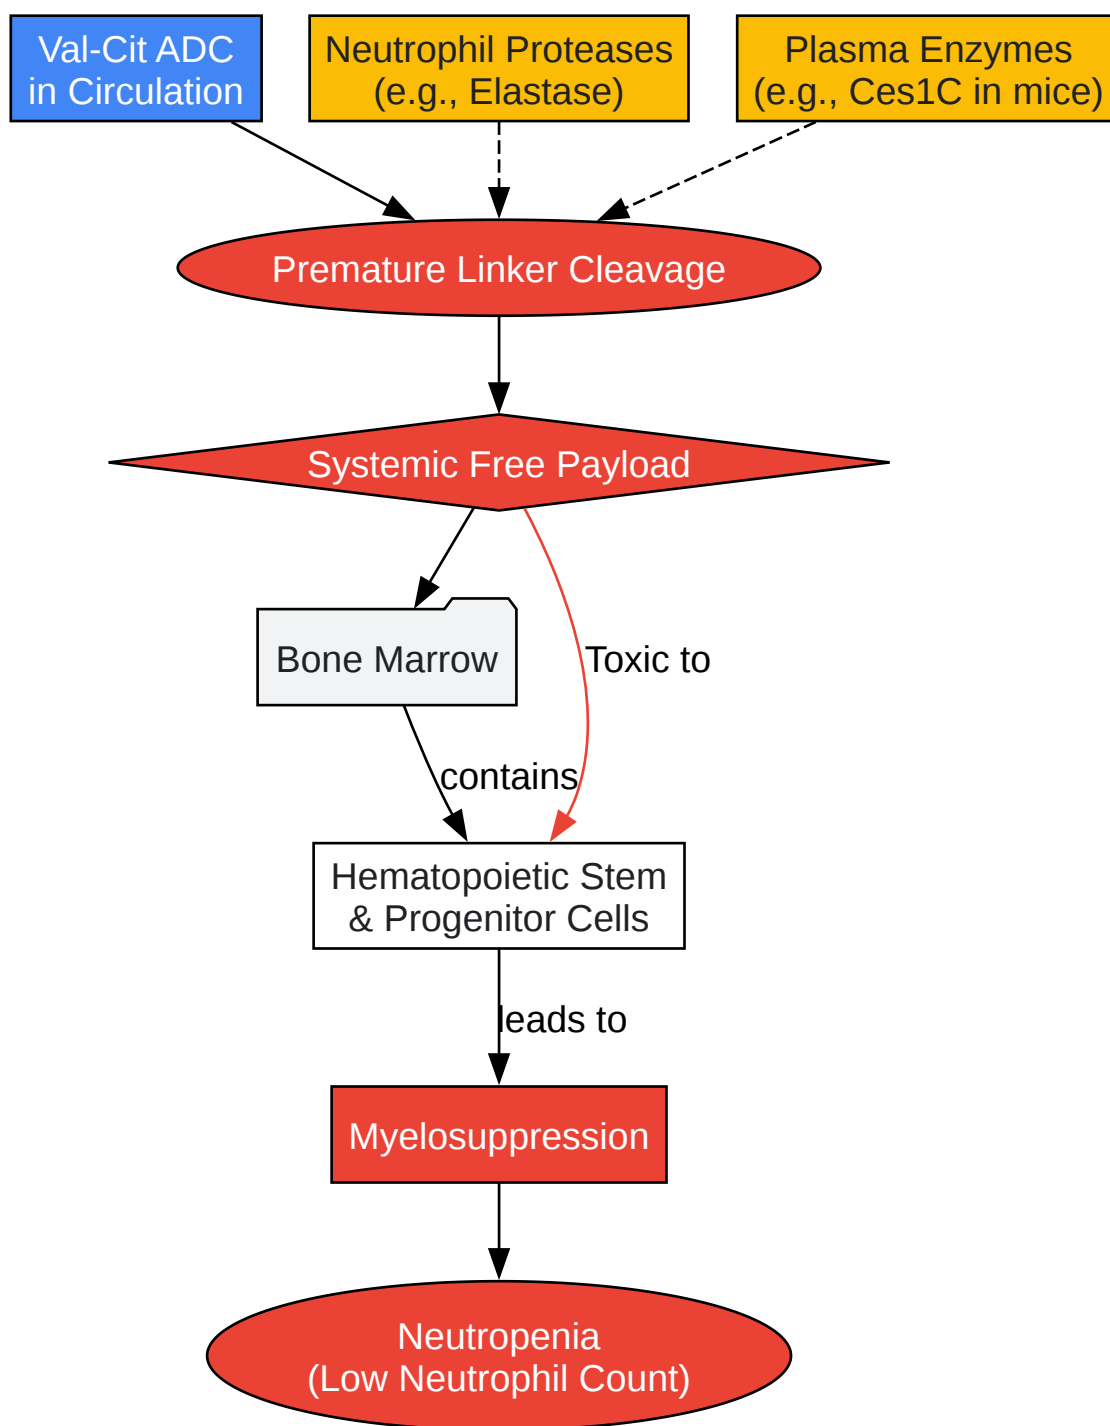 Val-Cit ADC
in Circulation
Neutrophil Proteases
(e.g., Elastase)
Plasma Enzymes
(e.g., Ces1C in mice)
Premature Linker Cleavage
Systemic Free Payload
Bone Marrow
Toxic to
contains
Hematopoietic Stem
& Progenitor Cells
leads to
Myelosuppression
Neutropenia
(Low Neutrophil Count)